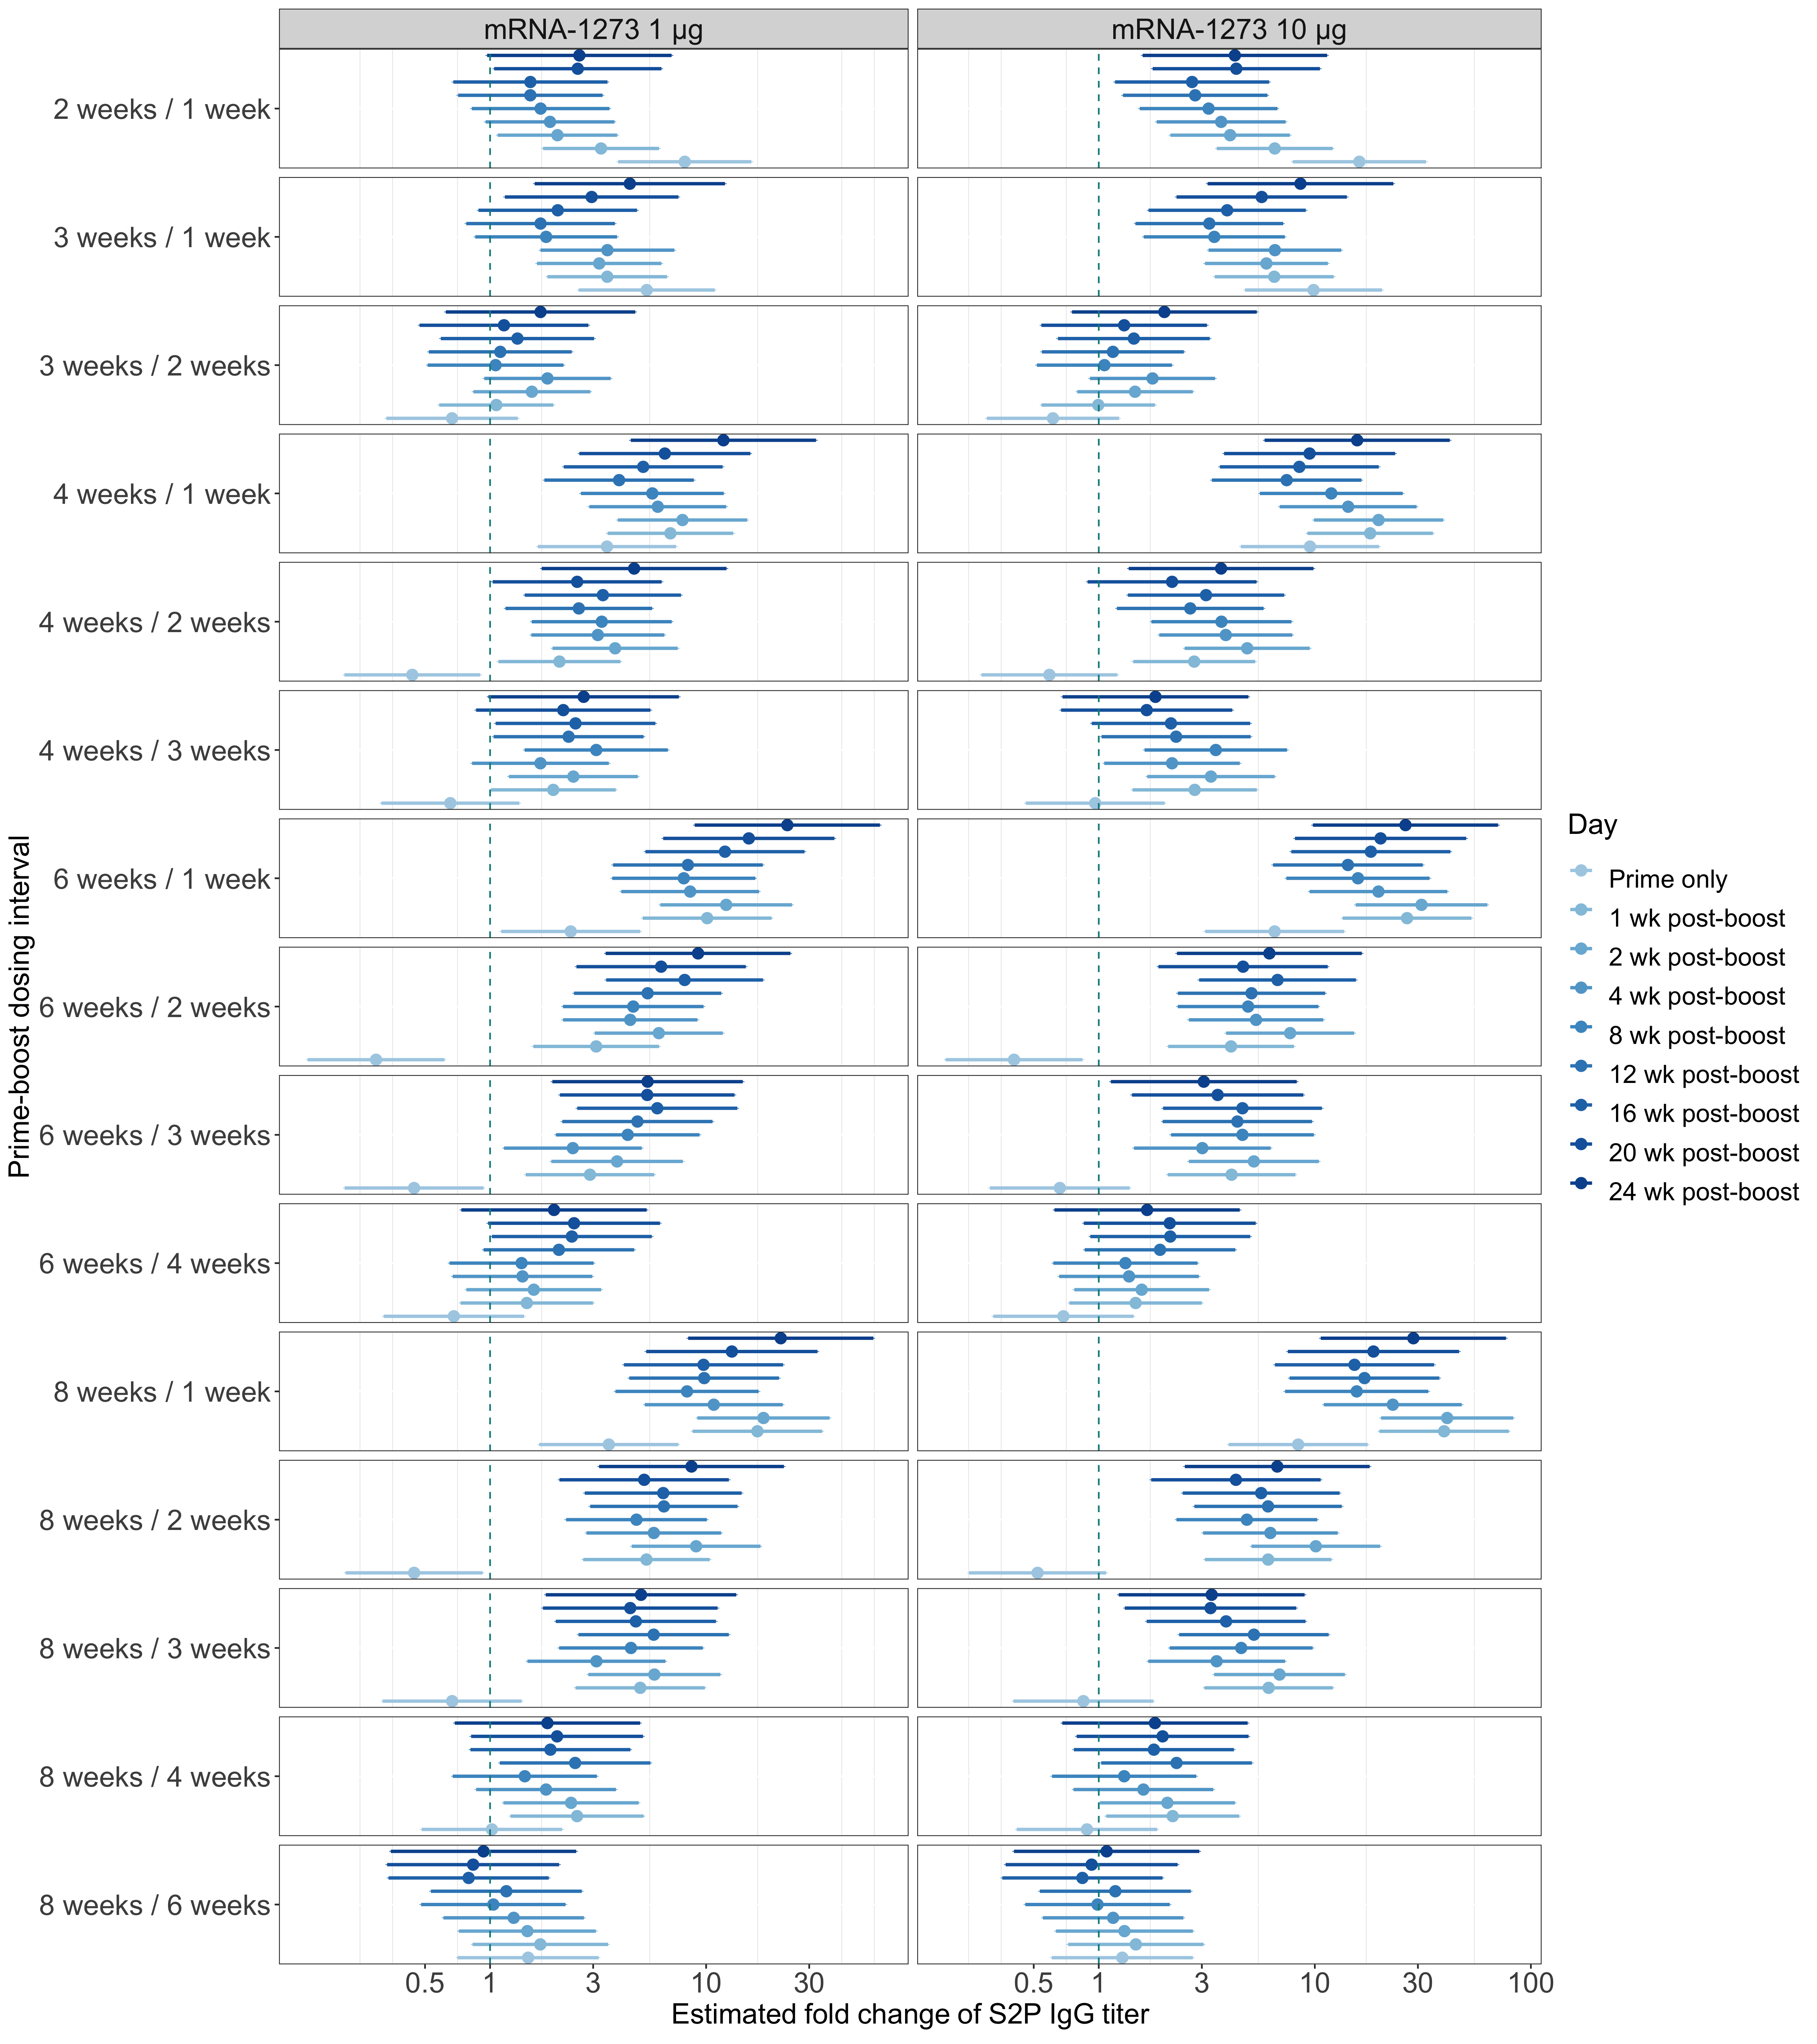 mRNA-1273 1 µg
mRNA-1273 10 µg
2 weeks / 1 week
3 weeks / 1 week
3 weeks / 2 weeks
4 weeks / 1 week
4 weeks / 2 weeks
4 weeks / 3 weeks
6 weeks / 1 week
6 weeks / 2 weeks
6 weeks / 3 weeks
6 weeks / 4 weeks
8 weeks / 1 week
8 weeks / 2 weeks
8 weeks / 3 weeks
8 weeks / 4 weeks
8 weeks / 6 weeks
Prime-boost dosing interval
0.5 1 3 10 30
0.5 1 3 10 30 100
Estimated fold change of S2P IgG titer
Day
Prime only
1 wk post-boost
2 wk post-boost
4 wk post-boost
8 wk post-boost
12 wk post-boost
16 wk post-boost
20 wk post-boost
24 wk post-boost